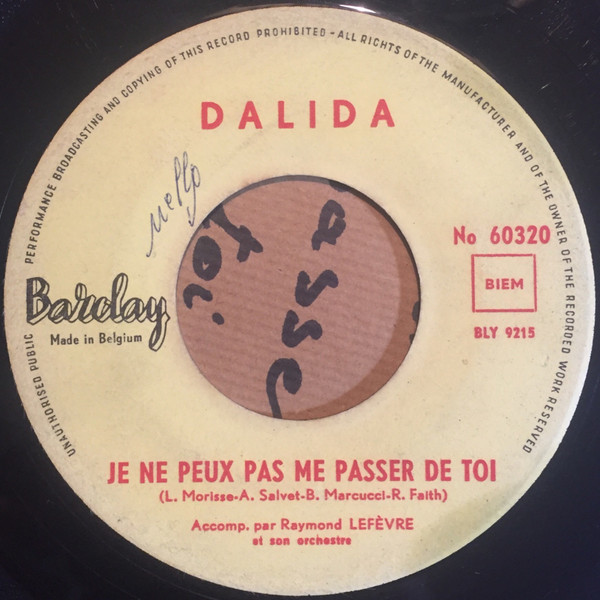 UNAUTHORISED PUBLIC PERFORMANCE BROADCASTING AND COPYING OF THIS RECORD PROHIBITED - ALL RIGHTS OF THE MANUFACTURER AND OF THE OWNER OF THE RECORDED WORK RESERVED
DALIDA
No 60320
BIEM
BLY 9215
Barclay
Made in Belgium
asse
toi
JE NE PEUX PAS ME PASSER DE TOI
(L. Morisse-A. Salvet-B. Marcucci-R. Faith)
Accomp. par Raymond LEFÈVRE
et son orchestre